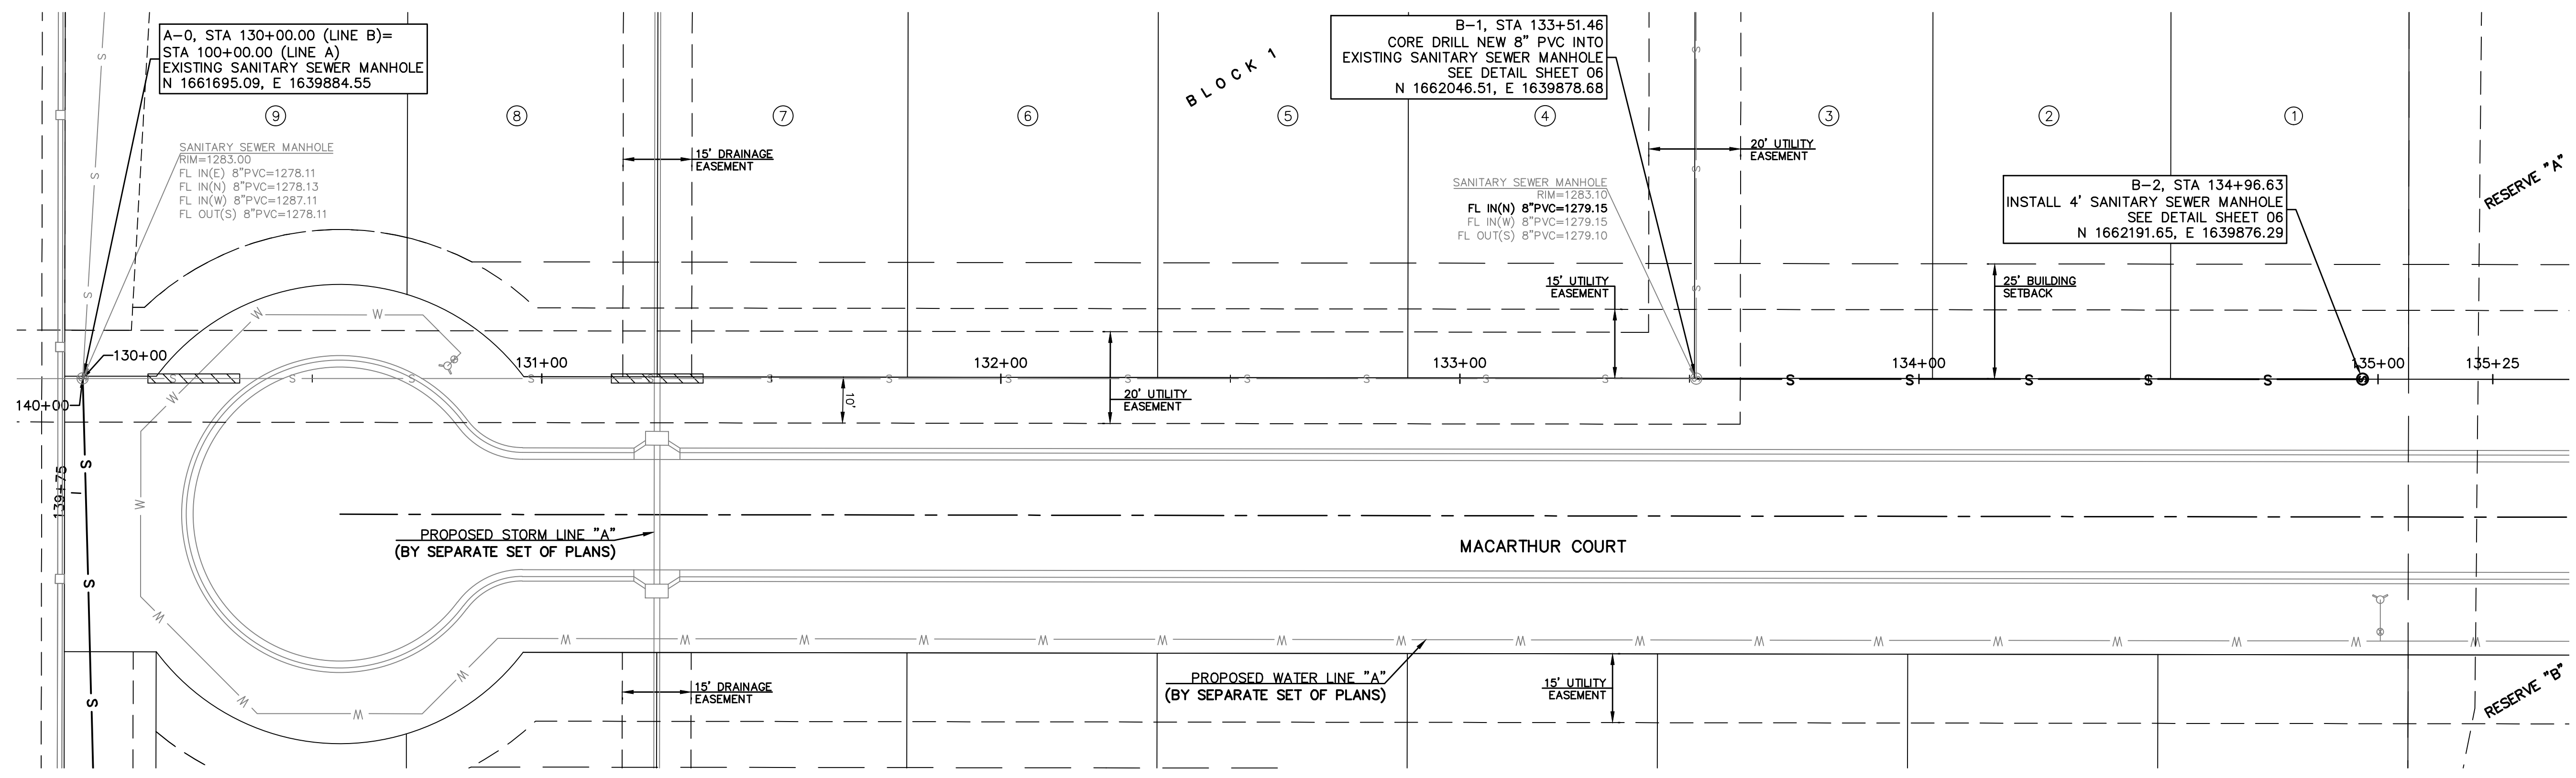 A-0, STA 130+00.00 (LINE B)=
STA 100+00.00 (LINE A)
EXISTING SANITARY SEWER MANHOLE
N 1661695.09, E 1639884.55
SANITARY SEWER MANHOLE
RIM=1283.00
FL IN(E) 8"PVC=1278.11
FL IN(N) 8"PVC=1278.13
FL IN(W) 8"PVC=1287.11
FL OUT(S) 8"PVC=1278.11
BLOCK 1
B-1, STA 133+51.46
CORE DRILL NEW 8" PVC INTO
EXISTING SANITARY SEWER MANHOLE
SEE DETAIL SHEET 06
N 1662046.51, E 1639878.68
9
8
7
6
5
4
3
2
1
15' DRAINAGE
EASEMENT
20' UTILITY
EASEMENT
SANITARY SEWER MANHOLE
RIM=1283.10
FL IN(N) 8"PVC=1279.15
FL IN(W) 8"PVC=1279.15
FL OUT(S) 8"PVC=1279.10
B-2, STA 134+96.63
INSTALL 4' SANITARY SEWER MANHOLE
SEE DETAIL SHEET 06
N 1662191.65, E 1639876.29
RESERVE "A"
15' UTILITY
EASEMENT
25' BUILDING
SETBACK
130+00
131+00
132+00
133+00
134+00
135+00
135+25
140+00
139+75
10'
20' UTILITY
EASEMENT
PROPOSED STORM LINE "A"
(BY SEPARATE SET OF PLANS)
MACARTHUR COURT
15' DRAINAGE
EASEMENT
PROPOSED WATER LINE "A"
(BY SEPARATE SET OF PLANS)
15' UTILITY
EASEMENT
RESERVE "B"
S S S S
S S S S S S S S S S S S
S S S S S
S S S
S S S
W W W W W W W W W
W W W W W W W W W W W W W W W W W